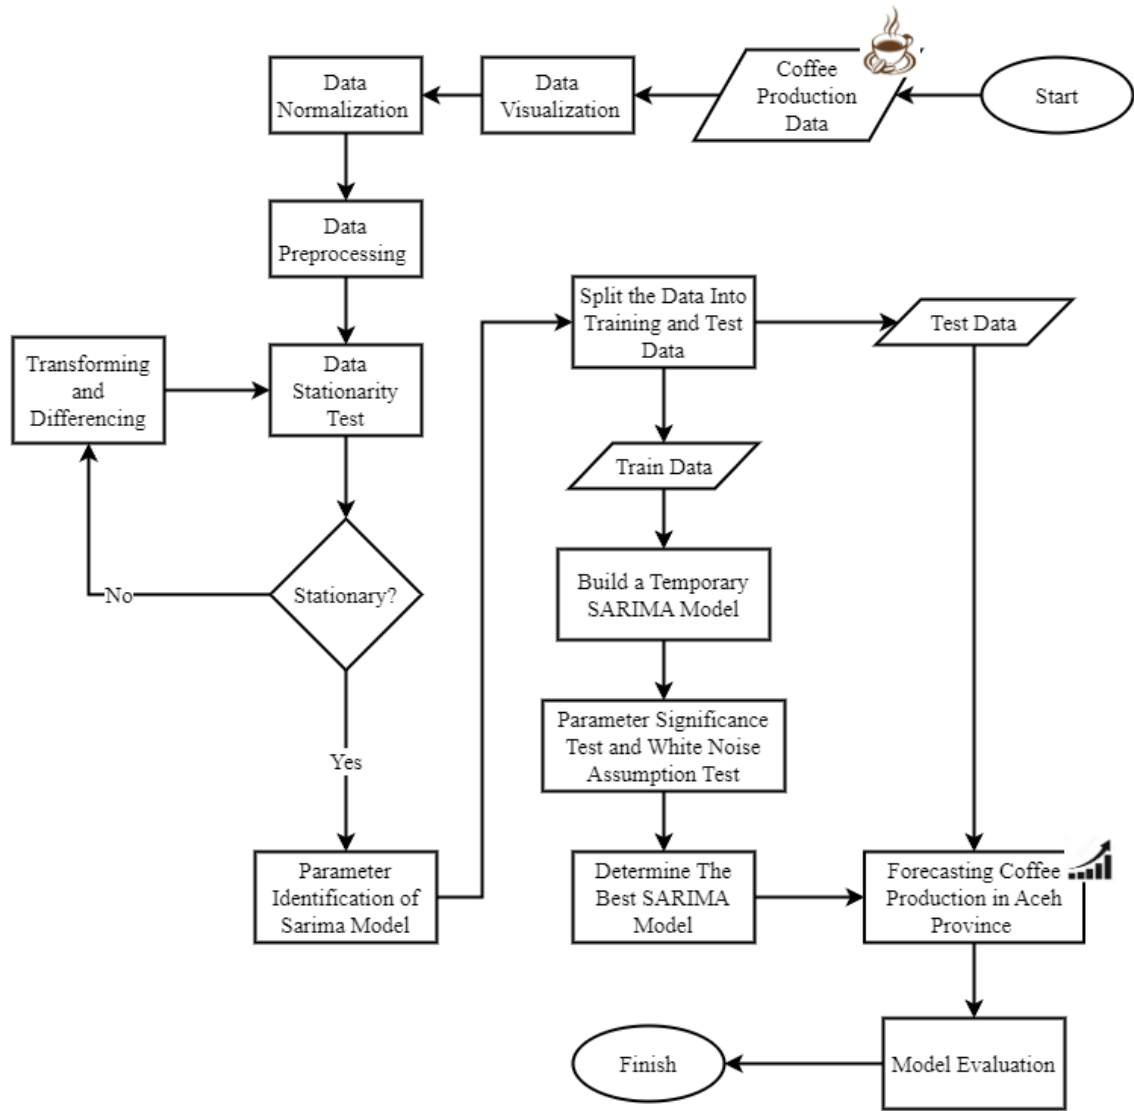 Start
Coffee
Production
Data
Data
Visualization
Data
Normalization
Data
Preprocessing
Data
Stationarity
Test
Transforming
and
Differencing
Stationary?
No
Yes
Parameter
Identification of
Sarima Model
Split the Data Into
Training and Test
Data
Test Data
Train Data
Build a Temporary
SARIMA Model
Parameter Significance
Test and White Noise
Assumption Test
Determine The
Best SARIMA
Model
Forecasting Coffee
Production in Aceh
Province
Model Evaluation
Finish